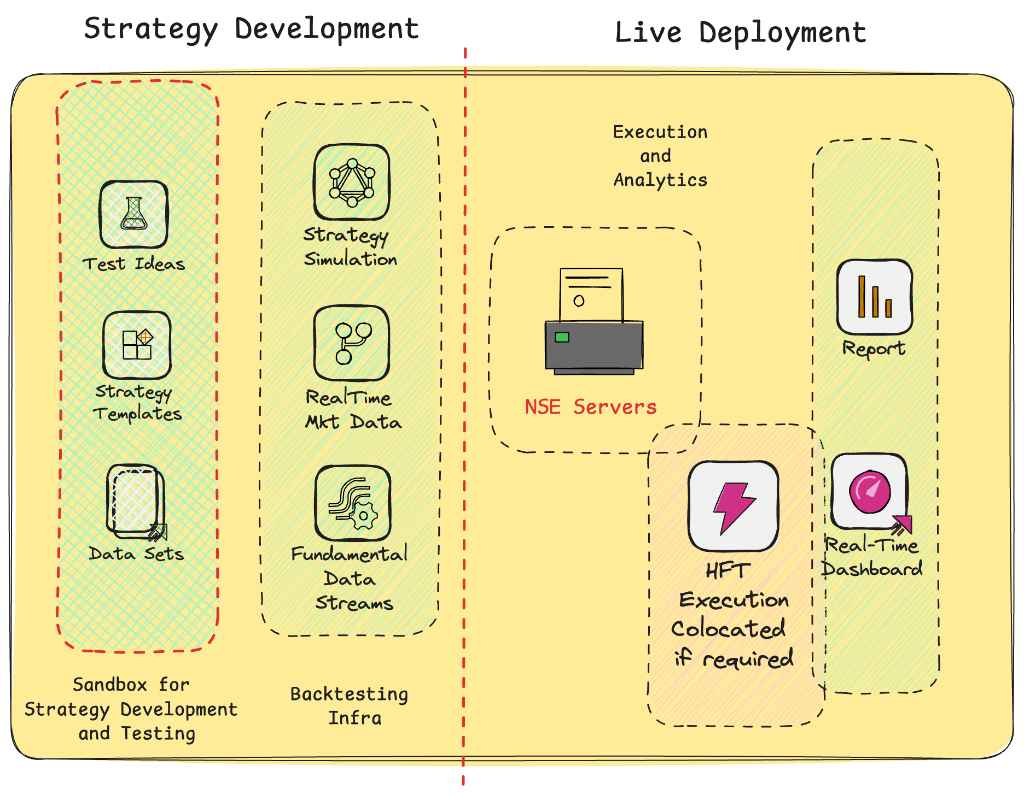 Strategy Development
Live Deployment
Test Ideas
Strategy
Templates
Data Sets
Sandbox for
Strategy Development
and Testing
Strategy
Simulation
RealTime
Mkt Data
Fundamental
Data
Streams
Backtesting
Infra
Execution
and
Analytics
NSE Servers
HFT
Execution
Colocated
if required
Report
Real-Time
Dashboard